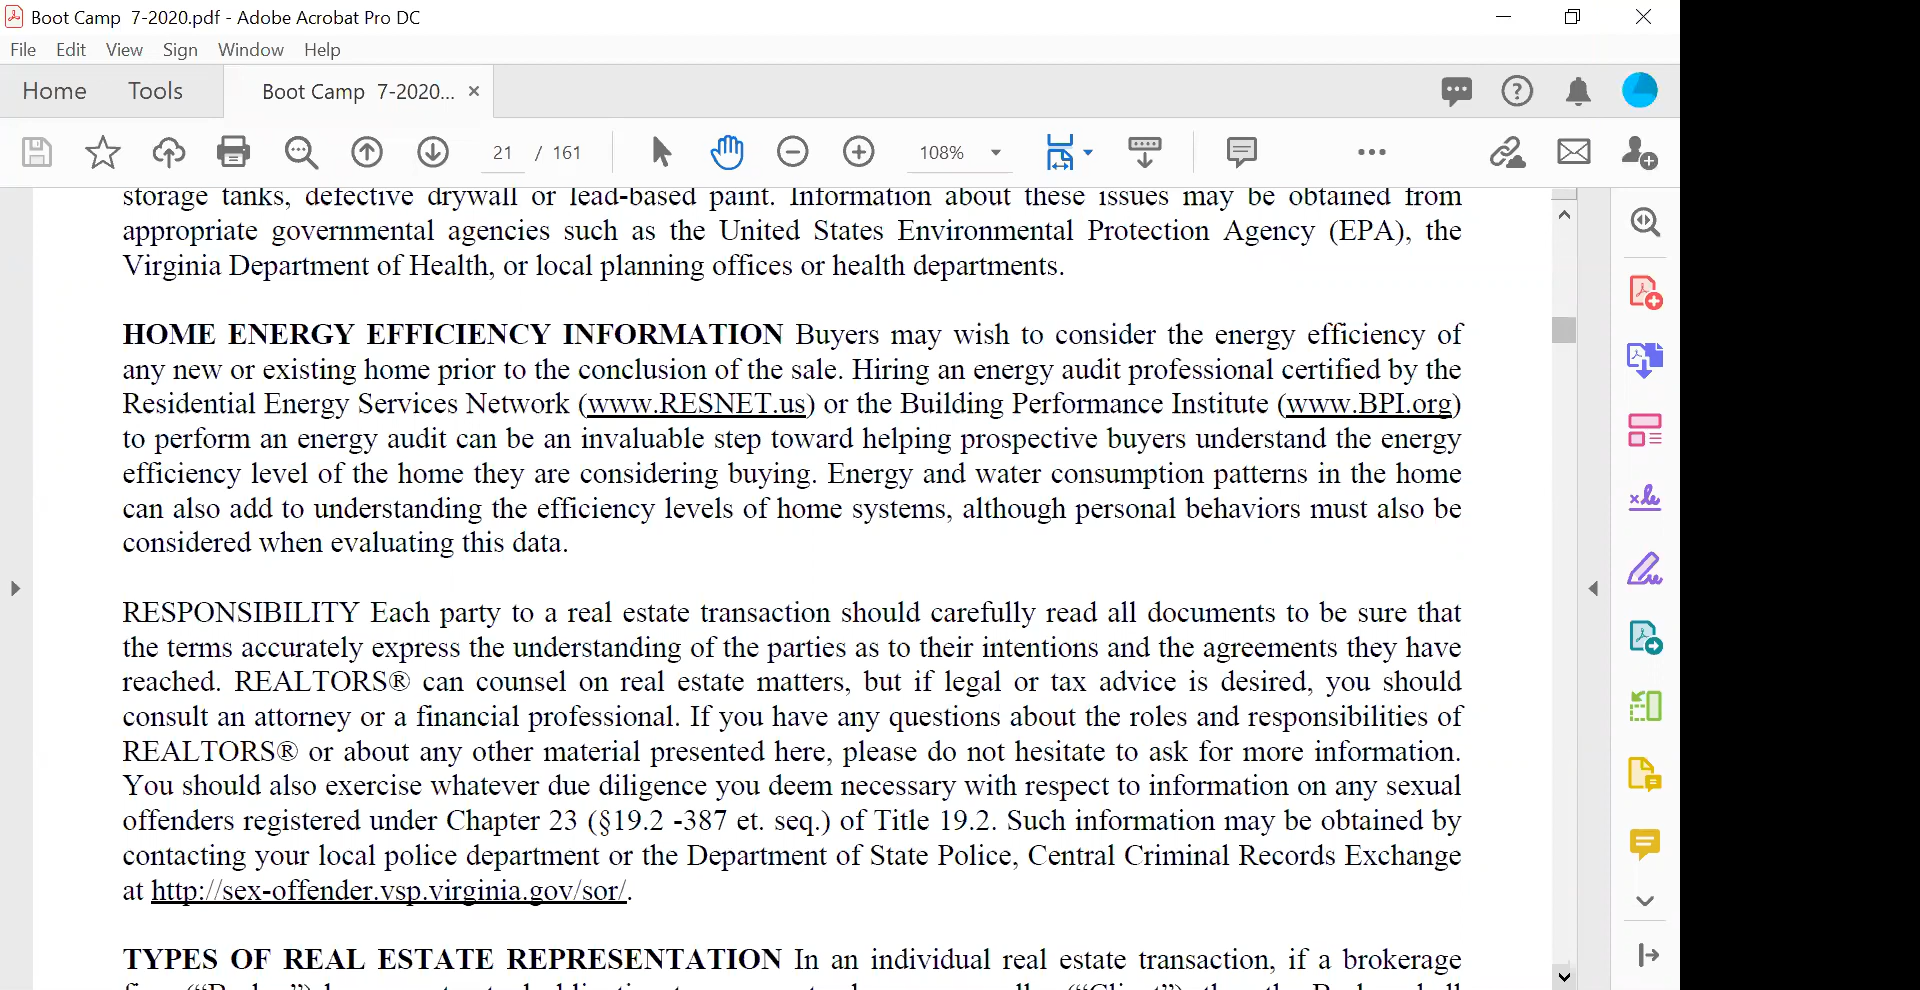 Boot Camp 7-2020.pdf - Adobe Acrobat Pro DC
File Edit View Sign Window Help
Home Tools Boot Camp 7-2020... ×
21 / 161 108%
storage tanks, defective drywall or lead-based paint. Information about these issues may be obtained from
appropriate governmental agencies such as the United States Environmental Protection Agency (EPA), the
Virginia Department of Health, or local planning offices or health departments.
HOME ENERGY EFFICIENCY INFORMATION Buyers may wish to consider the energy efficiency of
any new or existing home prior to the conclusion of the sale. Hiring an energy audit professional certified by the
Residential Energy Services Network (www.RESNET.us) or the Building Performance Institute (www.BPI.org)
to perform an energy audit can be an invaluable step toward helping prospective buyers understand the energy
efficiency level of the home they are considering buying. Energy and water consumption patterns in the home
can also add to understanding the efficiency levels of home systems, although personal behaviors must also be
considered when evaluating this data.
RESPONSIBILITY Each party to a real estate transaction should carefully read all documents to be sure that
the terms accurately express the understanding of the parties as to their intentions and the agreements they have
reached. REALTORS® can counsel on real estate matters, but if legal or tax advice is desired, you should
consult an attorney or a financial professional. If you have any questions about the roles and responsibilities of
REALTORS® or about any other material presented here, please do not hesitate to ask for more information.
You should also exercise whatever due diligence you deem necessary with respect to information on any sexual
offenders registered under Chapter 23 (§19.2 -387 et. seq.) of Title 19.2. Such information may be obtained by
contacting your local police department or the Department of State Police, Central Criminal Records Exchange
at http://sex-offender.vsp.virginia.gov/sor/.
TYPES OF REAL ESTATE REPRESENTATION In an individual real estate transaction, if a brokerage